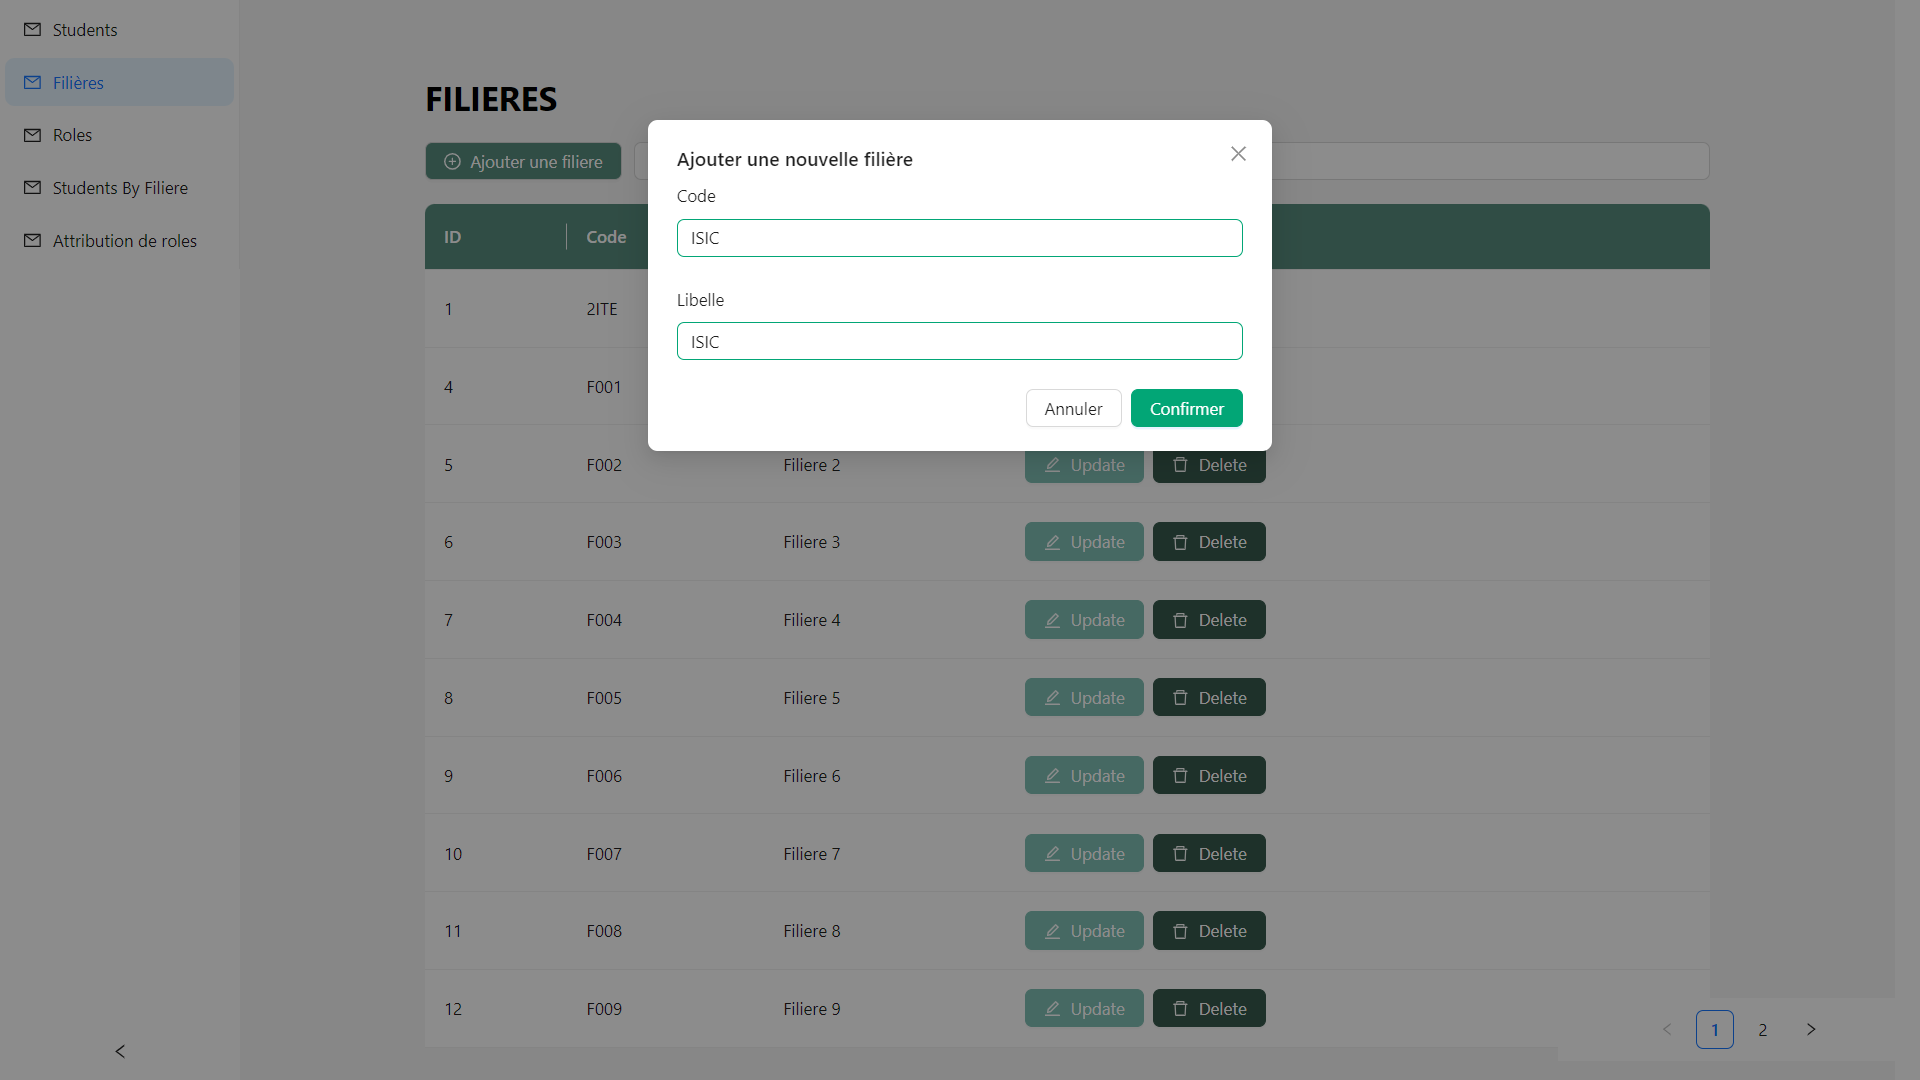 Students
Filières
Roles
Students By Filiere
Attribution de roles
FILIERES
Ajouter une filiere
Ajouter une nouvelle filière
Code
ISIC
Libelle
ISIC
Annuler Confirmer
ID Code
1 2ITE
4 F001
5 F002 Filiere 2 Update Delete
6 F003 Filiere 3 Update Delete
7 F004 Filiere 4 Update Delete
8 F005 Filiere 5 Update Delete
9 F006 Filiere 6 Update Delete
10 F007 Filiere 7 Update Delete
11 F008 Filiere 8 Update Delete
12 F009 Filiere 9 Update Delete
< 1 2 >
<